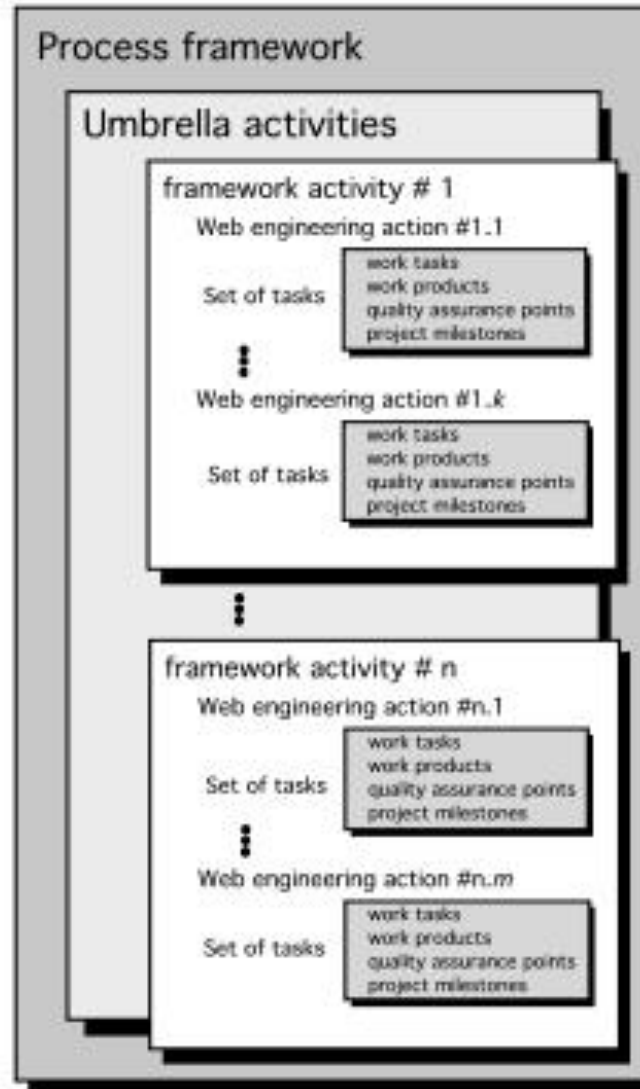 Process framework
Umbrella activities
framework activity # 1
Web engineering action #1.1
Set of tasks
work tasks
work products
quality assurance points
project milestones
Web engineering action #1.k
Set of tasks
work tasks
work products
quality assurance points
project milestones
framework activity # n
Web engineering action #n.1
Set of tasks
work tasks
work products
quality assurance points
project milestones
Web engineering action #n.m
Set of tasks
work tasks
work products
quality assurance points
project milestones